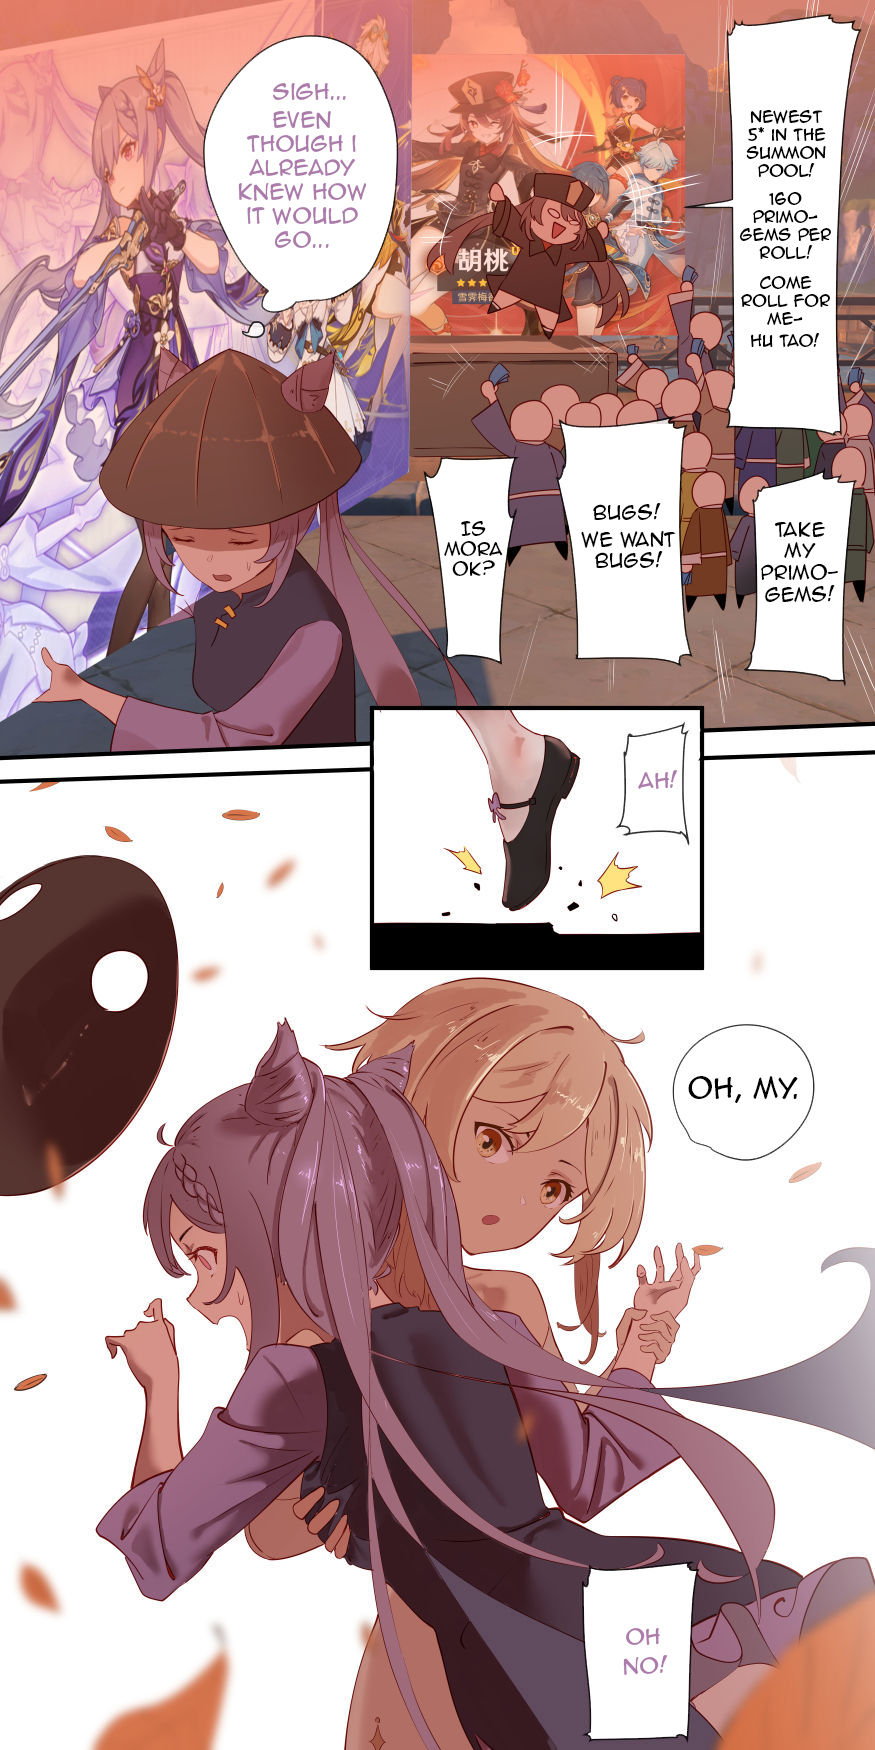 SIGH...
EVEN
THOUGH I
ALREADY
KNEW HOW
IT WOULD
GO...
NEWEST
5* IN THE
SUMMON
POOL!
160
PRIMO-
GEMS PER
ROLL!
COME
ROLL FOR
ME-
HU TAO!
胡桃
IS
MORA
OK?
BUGS!
WE WANT
BUGS!
TAKE
MY
PRIMO-
GEMS!
AH!
OH, MY.
OH
NO!